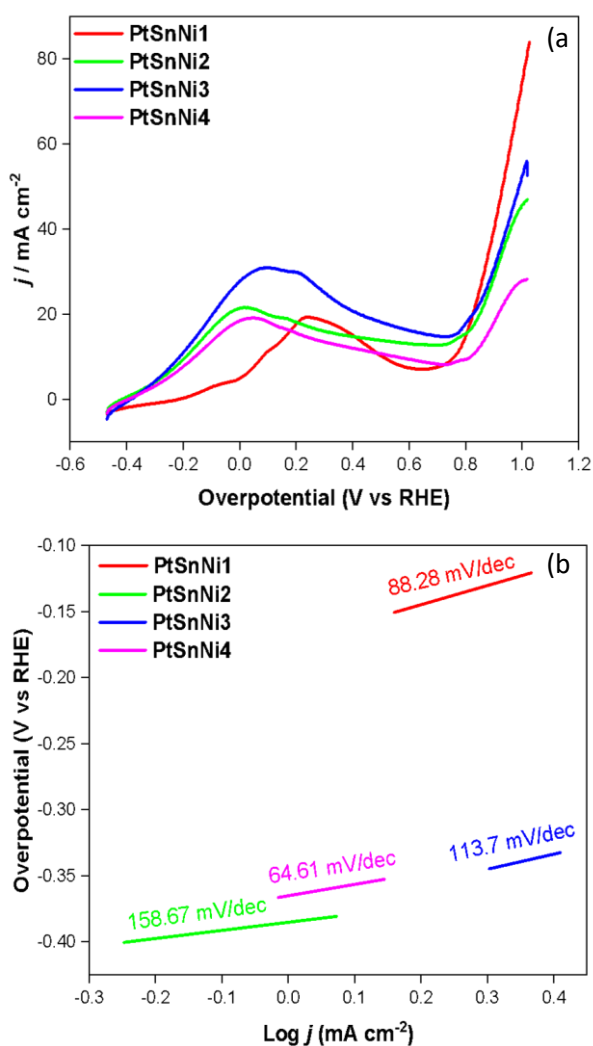 (a
PtSnNi1
PtSnNi2
PtSnNi3
PtSnNi4
80
60
40
20
0
j / mA cm-2
-0.6 -0.4 -0.2 0.0 0.2 0.4 0.6 0.8 1.0 1.2
Overpotential (V vs RHE)
(b
PtSnNi1
PtSnNi2
PtSnNi3
PtSnNi4
88.28 mV/dec
113.7 mV/dec
64.61 mV/dec
158.67 mV/dec
-0.10
-0.15
-0.20
-0.25
-0.30
-0.35
-0.40
Overpotential (V vs RHE)
-0.3 -0.2 -0.1 0.0 0.1 0.2 0.3 0.4
Log j (mA cm-2)